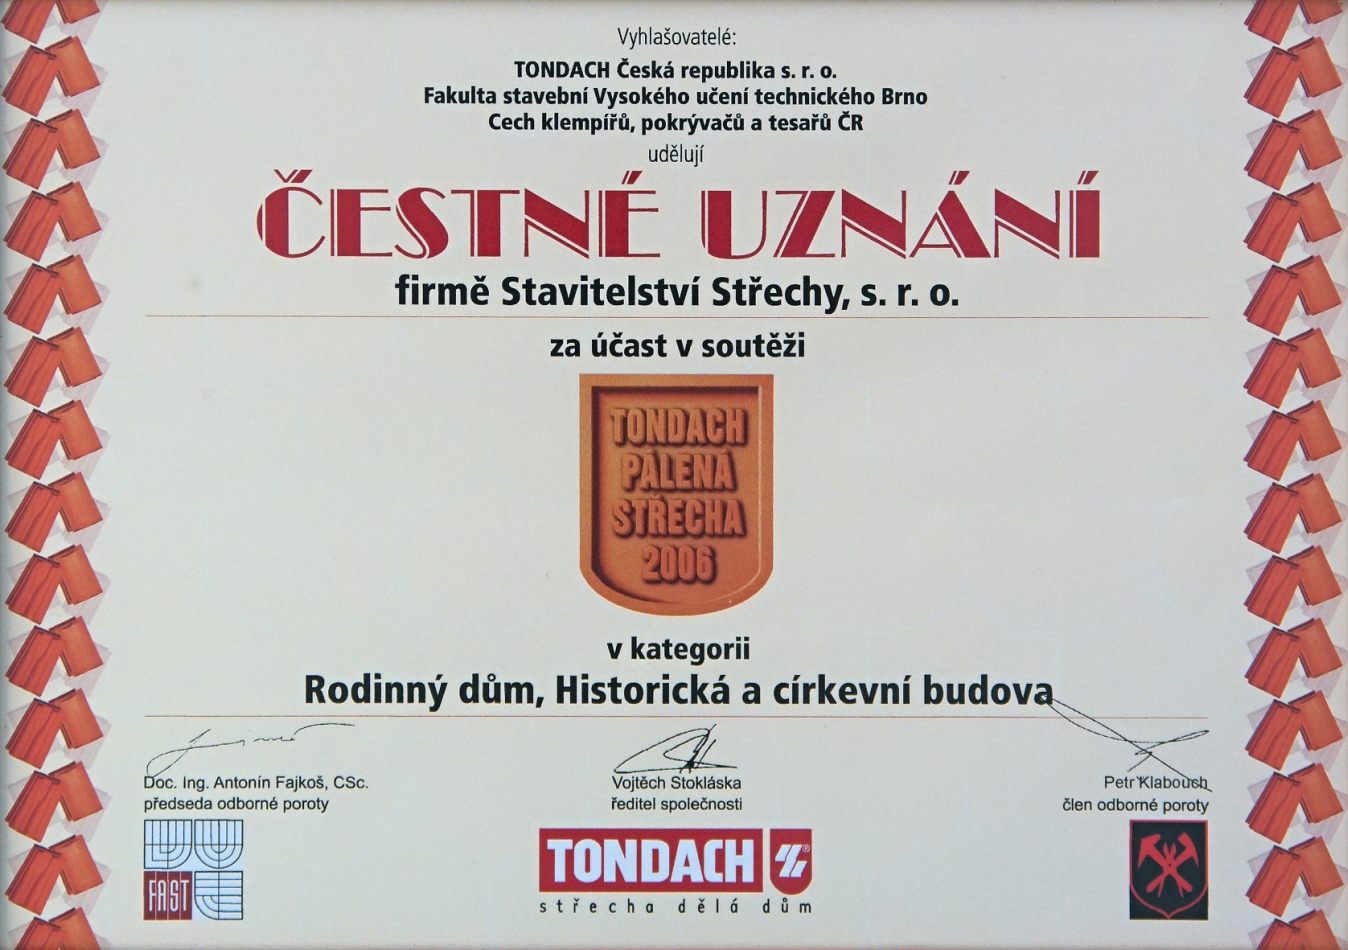 Vyhlašovatelé:
TONDACH Česká republika s. r. o.
Fakulta stavební Vysokého učení technického Brno
Cech klempířů, pokrývačů a tesařů ČR
udělují
ČESTNÉ UZNÁNÍ
firmě Stavitelství Střechy, s. r. o.
za účast v soutěži
TONDACH
PÁLENÁ
STŘECHA
2006
v kategorii
Rodinný dům, Historická a církevní budova
Doc. Ing. Antonín Fajkoš, CSc.
předseda odborné poroty
Vojtěch Stokláska
ředitel společnosti
Petr Klabouch
člen odborné poroty
FAST
TONDACH ®
střecha dělá dům